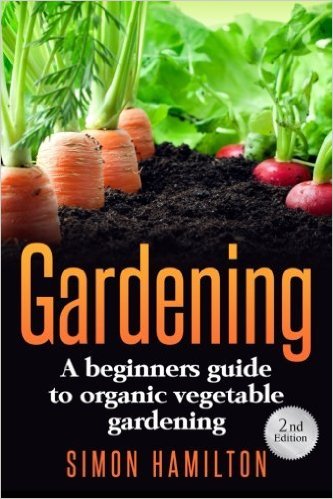 Gardening
A beginners guide
to organic vegetable
gardening
2nd
Edition
SIMON HAMILTON